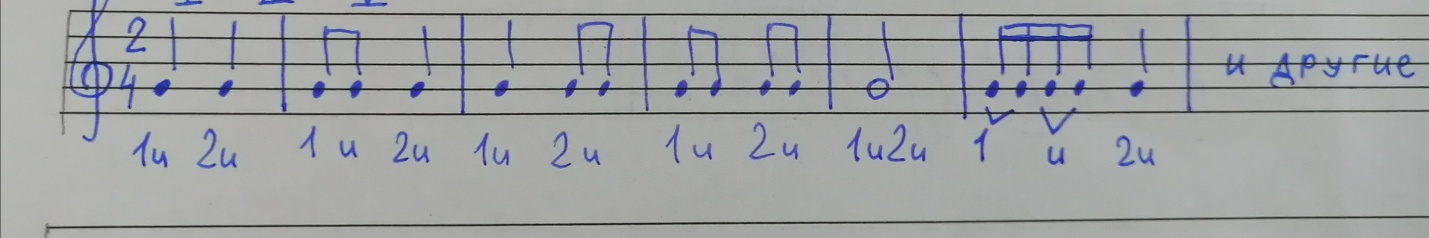 2
4
и другие
1и 2и 1 и 2и 1и 2и 1и 2и 1и2и 1 и 2и